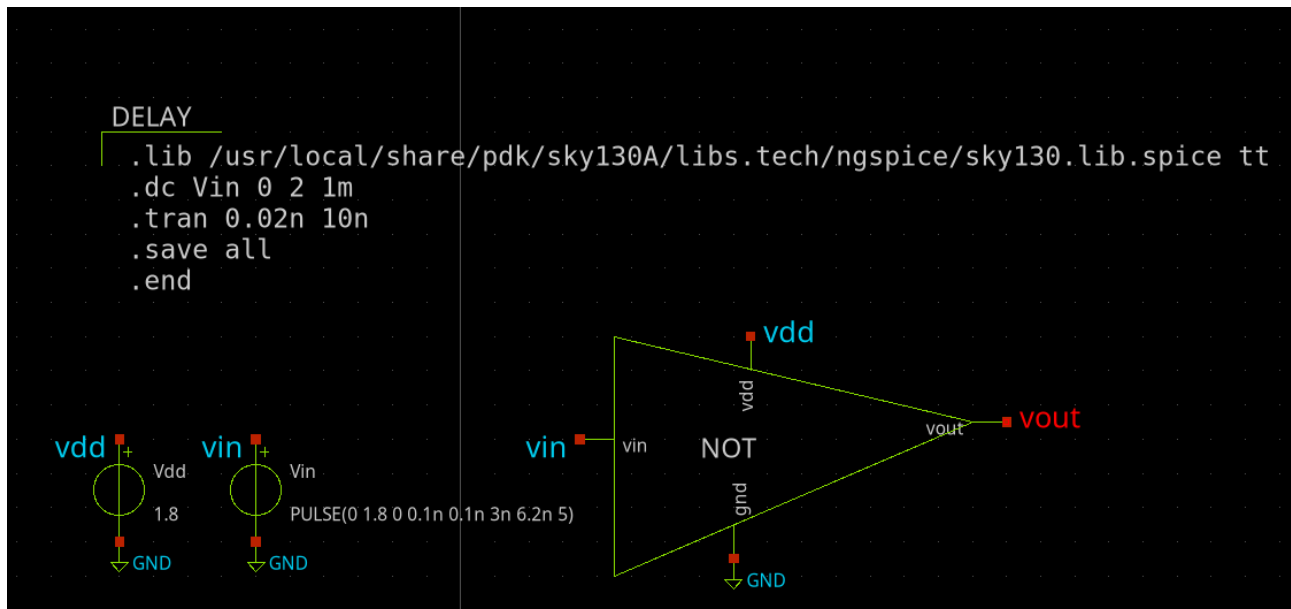 DELAY
.lib /usr/local/share/pdk/sky130A/libs.tech/ngspice/sky130.lib.spice tt
.dc Vin 0 2 1m
.tran 0.02n 10n
.save all
.end
vdd
vdd
vout
vout
vin
vin
NOT
gnd
GND
vdd
+
Vdd
1.8
GND
vin
+
Vin
PULSE(0 1.8 0 0.1n 0.1n 3n 6.2n 5)
GND